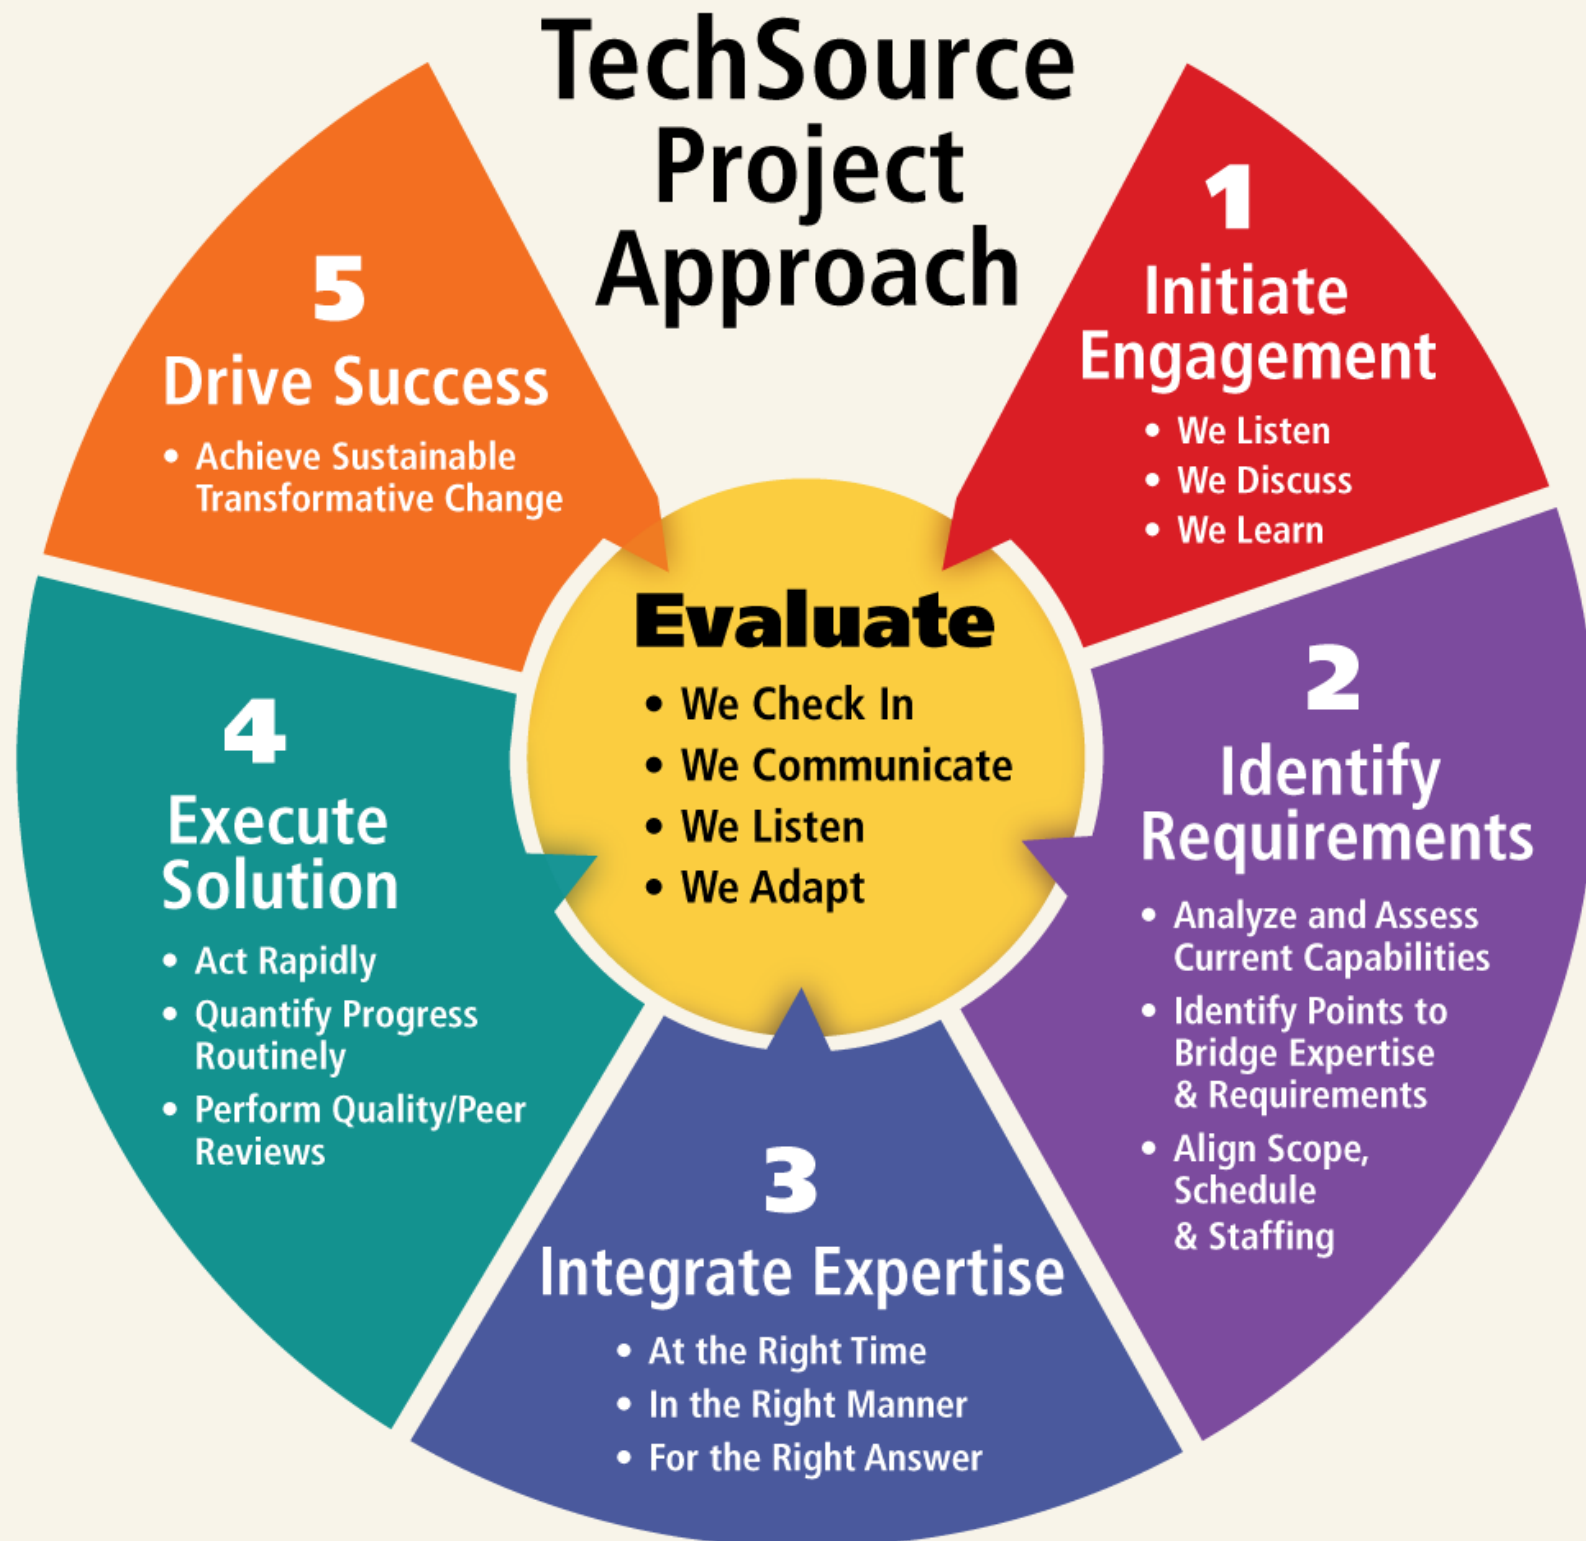 TechSource
Project
Approach
1
Initiate
Engagement
• We Listen
• We Discuss
• We Learn
2
Identify
Requirements
• Analyze and Assess
Current Capabilities
• Identify Points to
Bridge Expertise
& Requirements
• Align Scope,
Schedule
& Staffing
3
Integrate Expertise
• At the Right Time
• In the Right Manner
• For the Right Answer
4
Execute
Solution
• Act Rapidly
• Quantify Progress
Routinely
• Perform Quality/Peer
Reviews
5
Drive Success
• Achieve Sustainable
Transformative Change
Evaluate
• We Check In
• We Communicate
• We Listen
• We Adapt